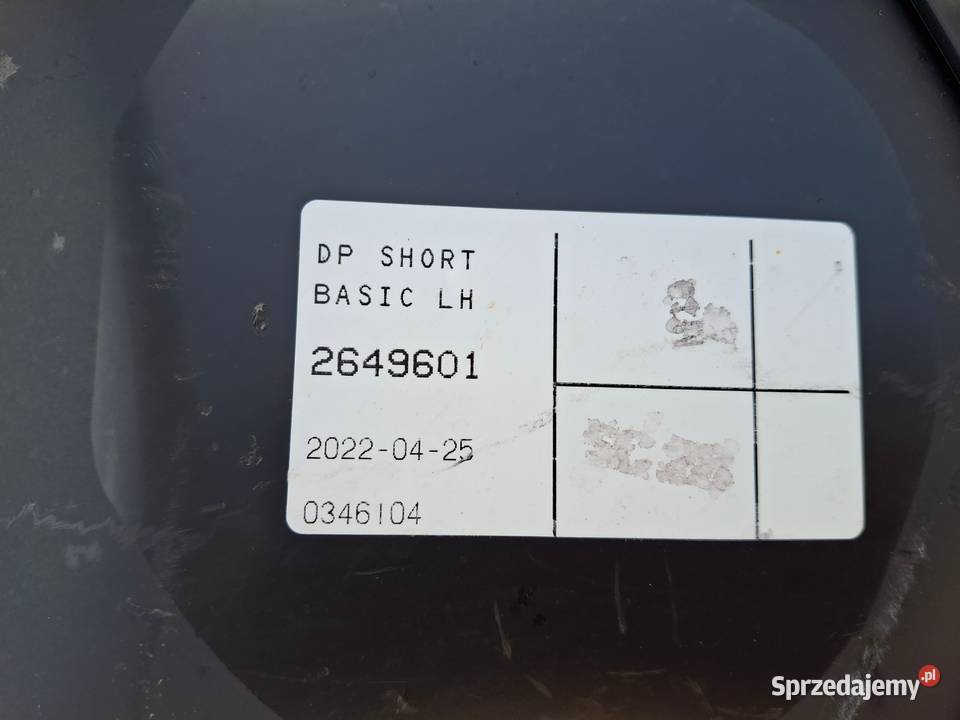 DP SHORT
BASIC LH
2649601
2022-04-25
0346104
Sprzedajemy.pl